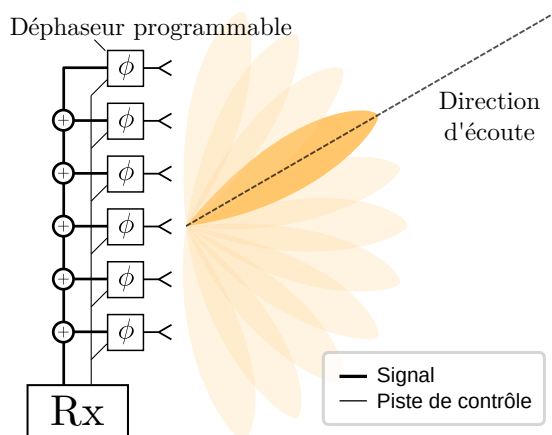 Déphaseur programmable
ϕ
ϕ
ϕ
ϕ
ϕ
ϕ
+
+
+
+
+
Direction
d'écoute
Rx
Signal
Piste de contrôle